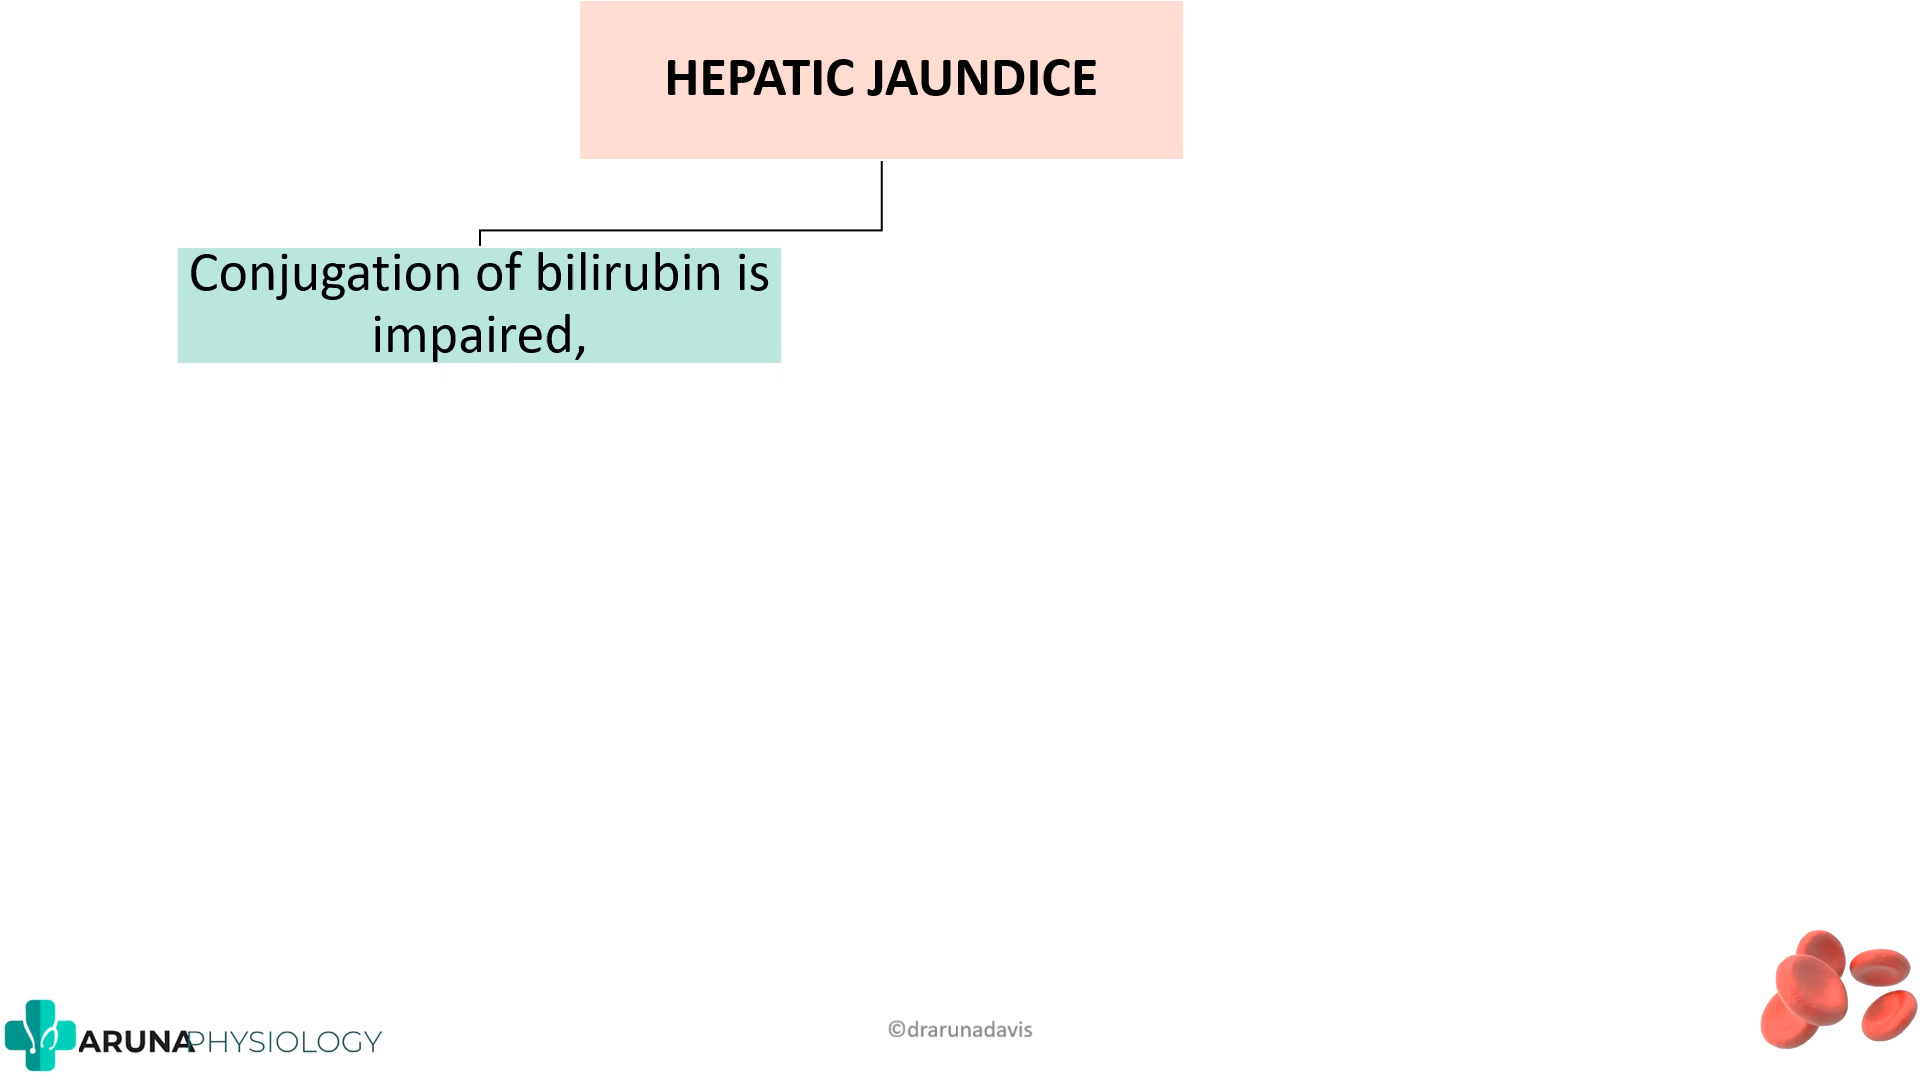 HEPATIC JAUNDICE
Conjugation of bilirubin is
impaired,
ARUNAPHYSIOLOGY
©drarunadavis